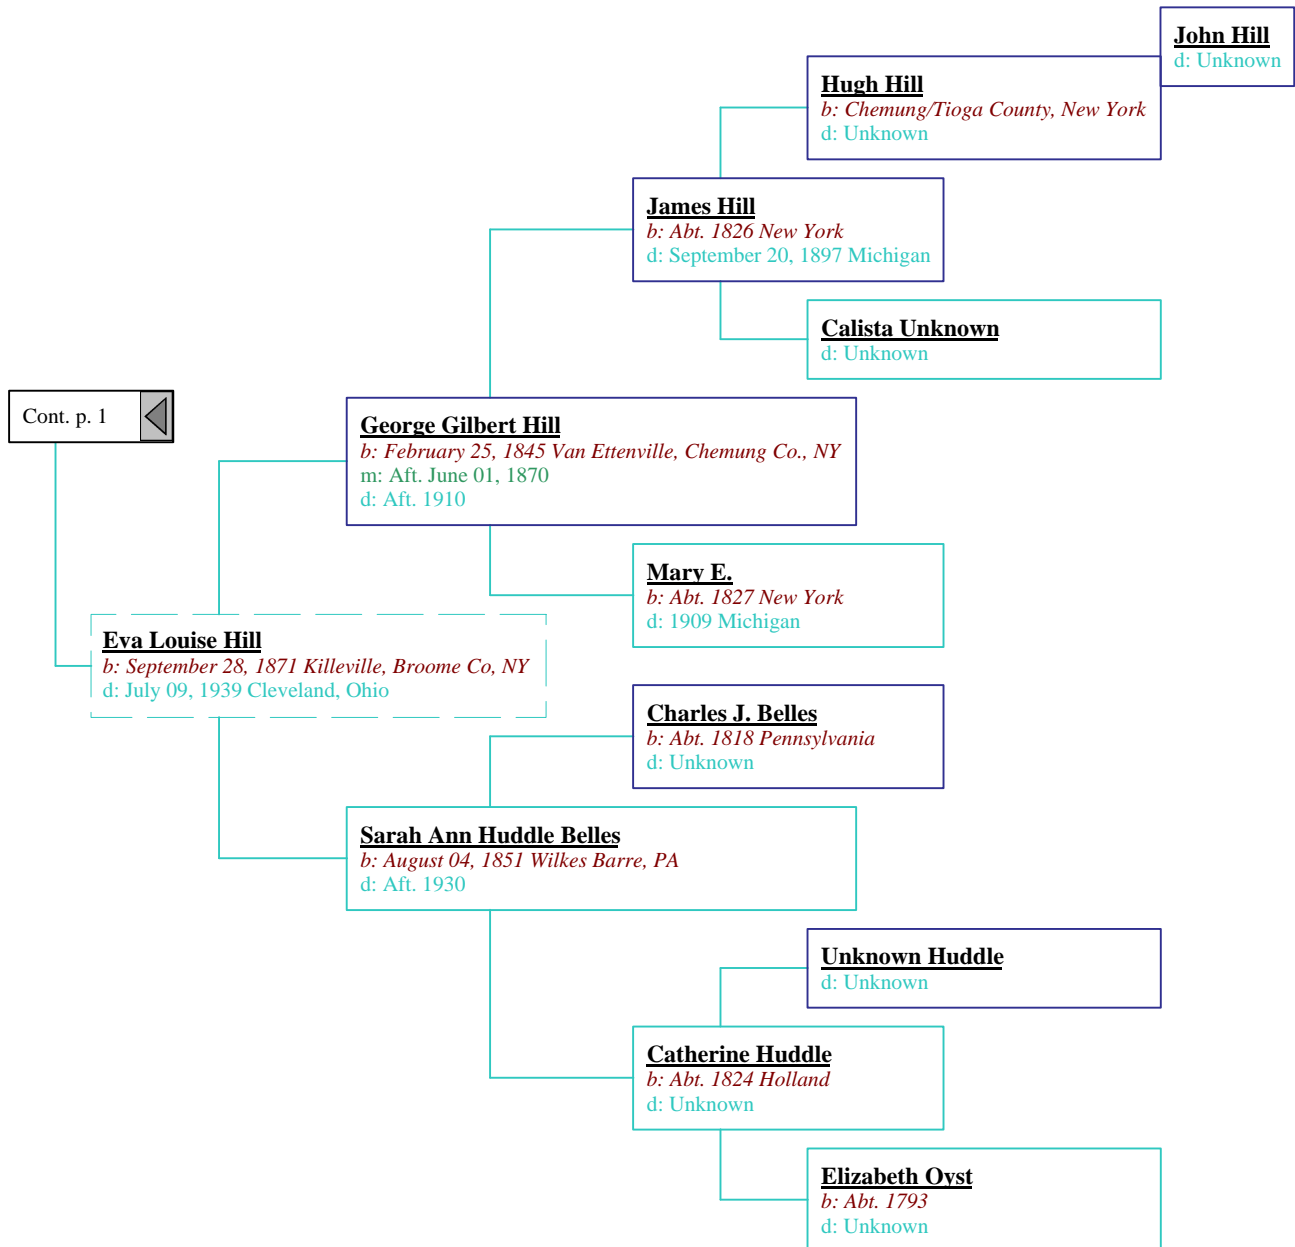 John Hill
d: Unknown
Hugh Hill
b: Chemung/Tioga County, New York
d: Unknown
James Hill
b: Abt. 1826 New York
d: September 20, 1897 Michigan
Calista Unknown
d: Unknown
Cont. p. 1
George Gilbert Hill
b: February 25, 1845 Van Ettenville, Chemung Co., NY
m: Aft. June 01, 1870
d: Aft. 1910
Mary E.
b: Abt. 1827 New York
d: 1909 Michigan
Eva Louise Hill
b: September 28, 1871 Killeville, Broome Co, NY
d: July 09, 1939 Cleveland, Ohio
Charles J. Belles
b: Abt. 1818 Pennsylvania
d: Unknown
Sarah Ann Huddle Belles
b: August 04, 1851 Wilkes Barre, PA
d: Aft. 1930
Unknown Huddle
d: Unknown
Catherine Huddle
b: Abt. 1824 Holland
d: Unknown
Elizabeth Oyst
b: Abt. 1793
d: Unknown